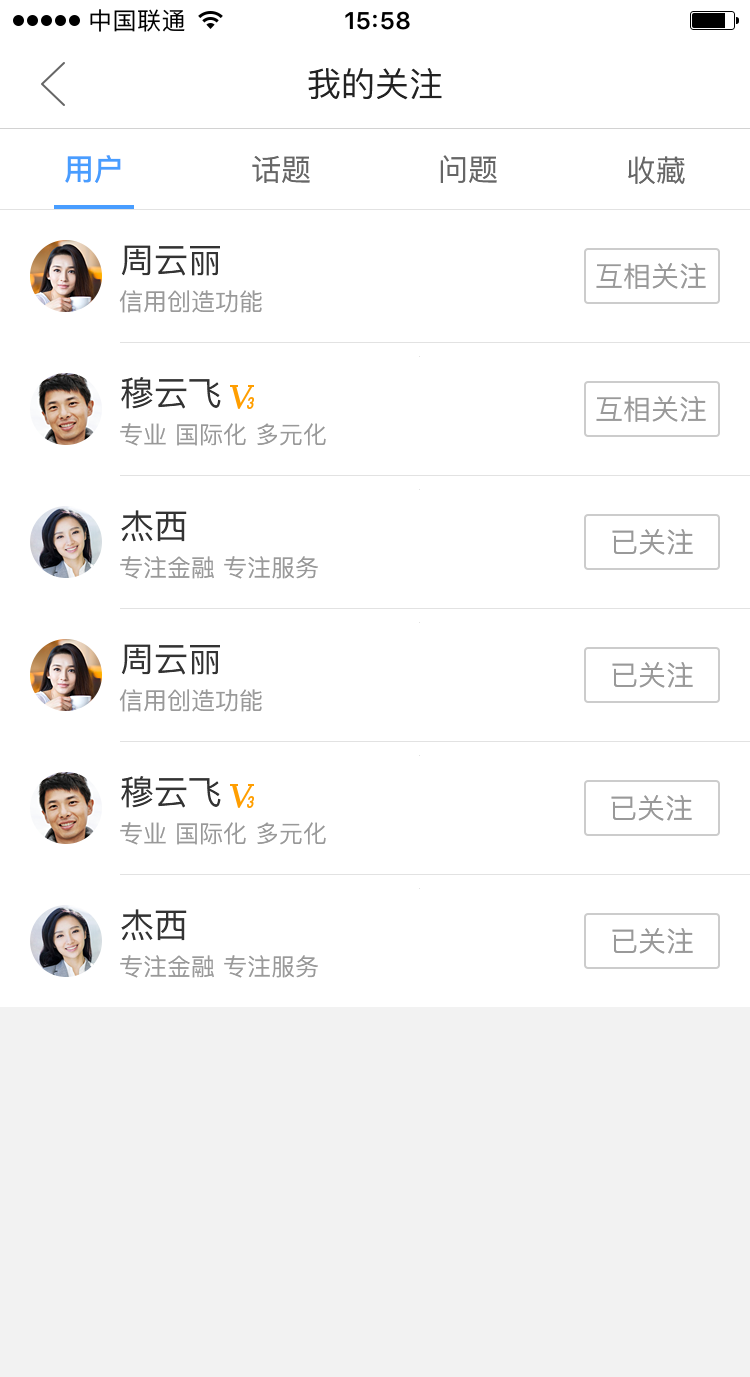 中国联通 15:58
我的关注
用户 话题 问题 收藏
周云丽
信用创造功能
互相关注
穆云飞 V3
专业 国际化 多元化
互相关注
杰西
专注金融 专注服务
已关注
周云丽
信用创造功能
已关注
穆云飞 V3
专业 国际化 多元化
已关注
杰西
专注金融 专注服务
已关注